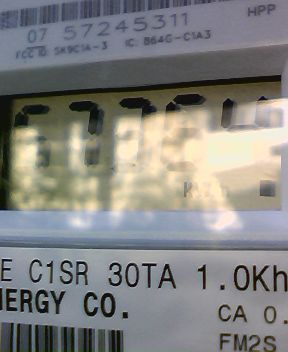 HPP
07 57245311
FCC ID SK9C1A-3 IC: 864G-C1A3
E C1SR 30TA 1.0Kh
ERGY CO.
CA 0.
FM2S